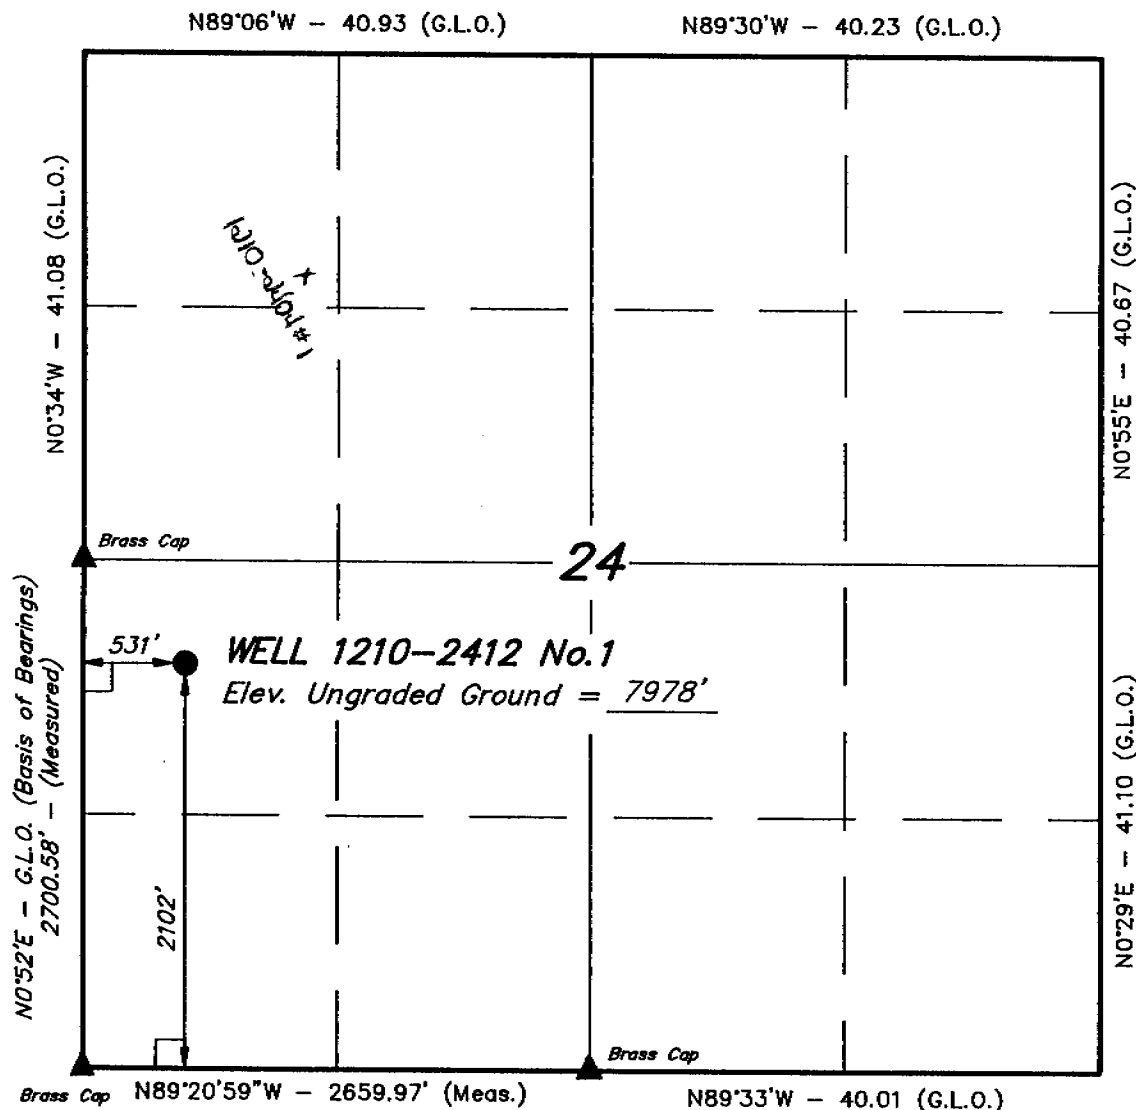 N89°06'W – 40.93 (G.L.O.)
N89°30'W – 40.23 (G.L.O.)
N0°34'W – 41.08 (G.L.O.)
N0°55'E – 40.67 (G.L.O.)
Brass Cap
24
531'
WELL 1210–2412 No.1
Elev. Ungraded Ground = 7978'
N0°52'E – G.L.O. (Basis of Bearings)
2700.58' – (Measured)
2102'
N0°29'E – 41.10 (G.L.O.)
Brass Cap
Brass Cap
N89°20'59"W – 2659.97' (Meas.)
N89°33'W – 40.01 (G.L.O.)